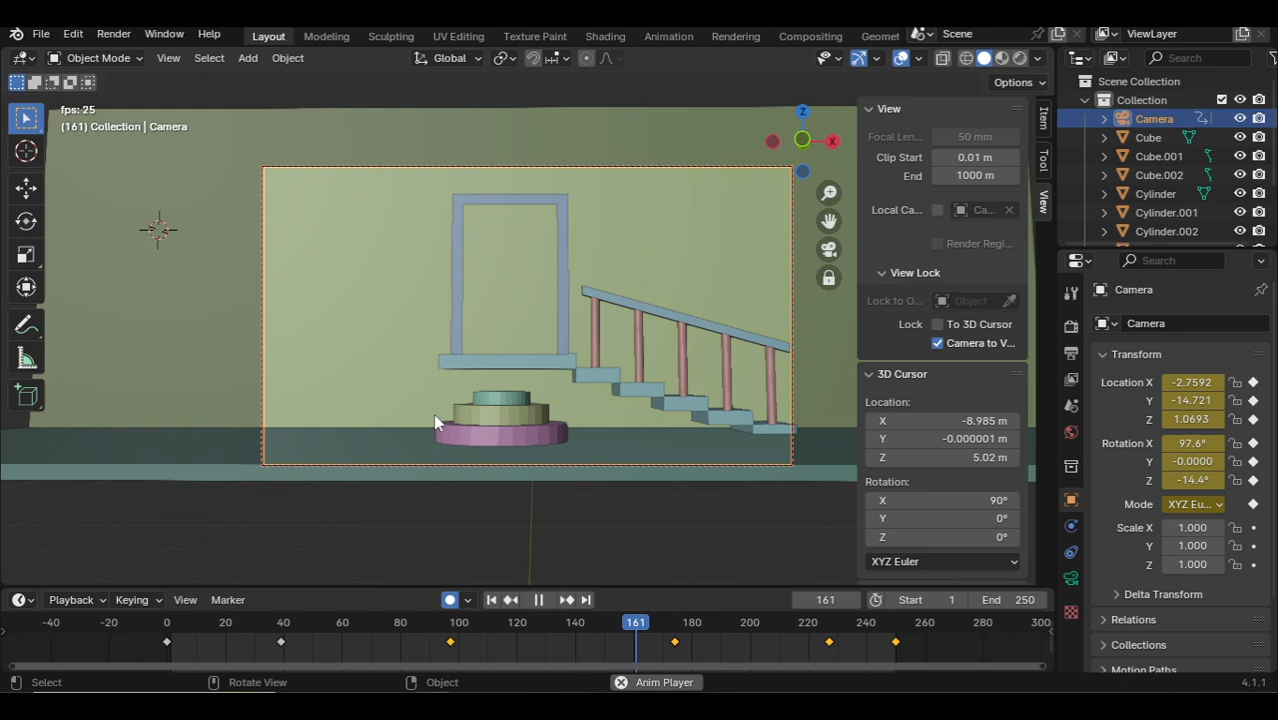 File Edit Render Window Help Layout Modeling Sculpting UV Editing Texture Paint Shading Animation Rendering Compositing Geomet Scene ViewLayer
Object Mode View Select Add Object Global Search
Options
fps: 25
(161) Collection | Camera
Z
X
View
Focal Len... 50 mm
Clip Start 0.01 m
End 1000 m
Local Ca... Ca...
Render Regi...
View Lock
Lock to O... Object
Lock To 3D Cursor
Camera to V...
3D Cursor
Location:
X -8.985 m
Y -0.000001 m
Z 5.02 m
Rotation:
X 90°
Y 0°
Z 0°
XYZ Euler
Item
Tool
View
Scene Collection
Collection
Camera
Cube
Cube.001
Cube.002
Cylinder
Cylinder.001
Cylinder.002
Search
Camera
Camera
Transform
Location X -2.7592
Y -14.721
Z 1.0693
Rotation X 97.6°
Y -0.0000
Z -14.4°
Mode XYZ Eu...
Scale X 1.000
Y 1.000
Z 1.000
Delta Transform
Relations
Collections
Motion Paths
Playback Keying View Marker 161 Start 1 End 250
-40 -20 0 20 40 60 80 100 120 140 161 180 200 220 240 260 280 300
Select Rotate View Object Anim Player 4.1.1